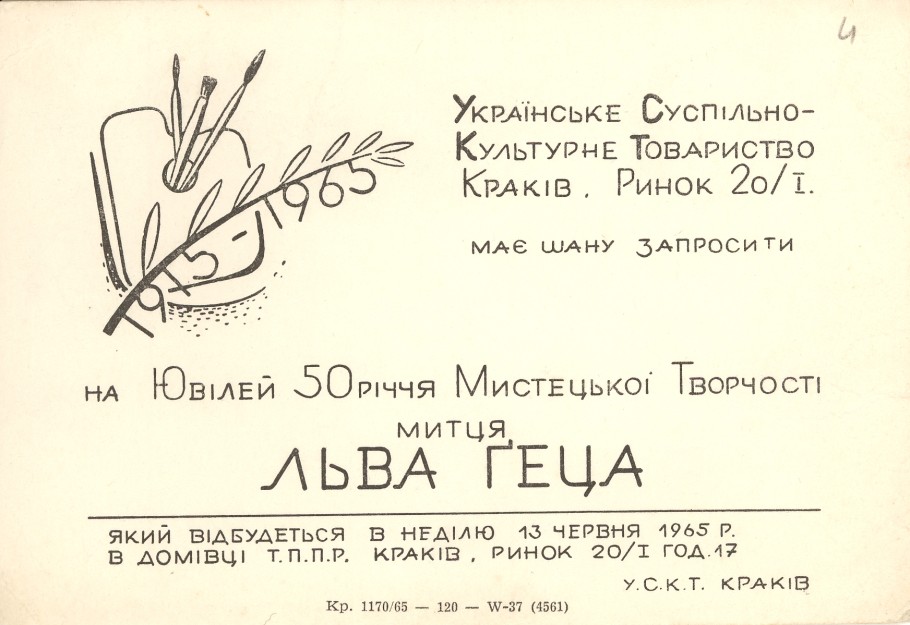 4
1915-1965
Українське Суспільно-
Культурне Товариство
Краків, Ринок 20/I.
має шану запросити
на Ювілей 50річчя Мистецької Творчості
митця
ЛЬВА ҐЕЦА
який відбудеться в неділю 13 червня 1965 р.
в домівці Т.П.П.Р. Краків, Ринок 20/I год.17
У.С.К.Т. Краків
Кр. 1170/65 — 120 — W-37 (4561)